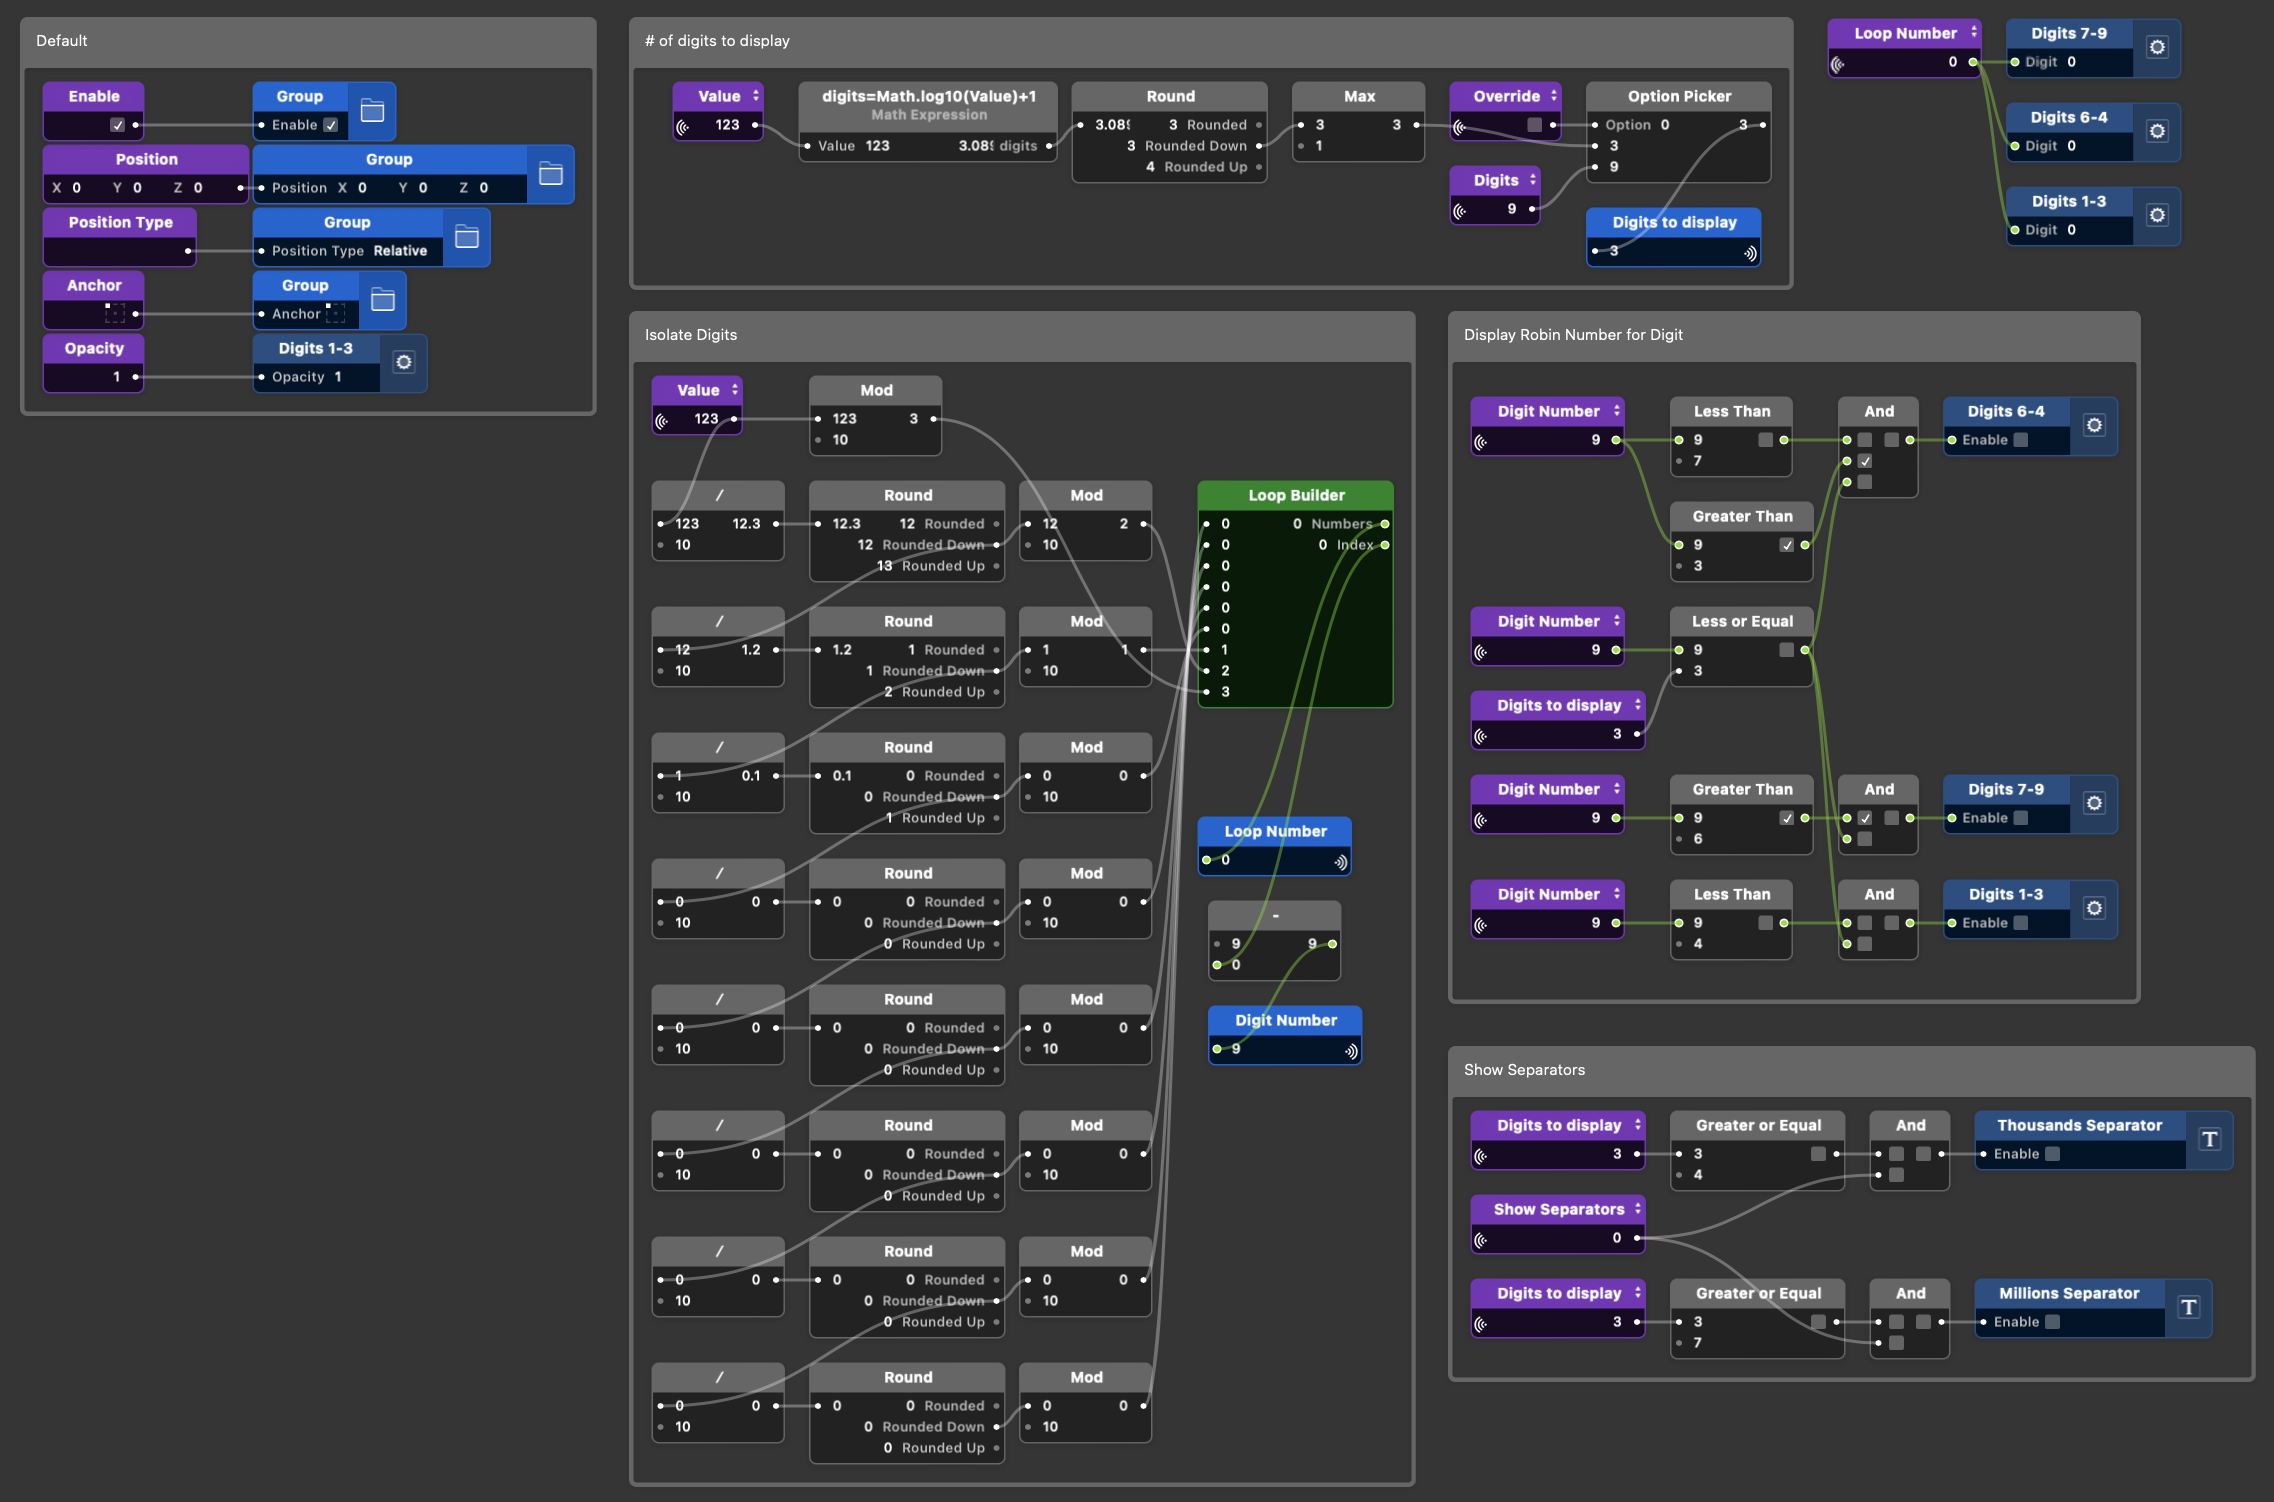 Default
Enable
Group
Enable
Position
Group
X 0 Y 0 Z 0
Position X 0 Y 0 Z 0
Position Type
Group
Position Type Relative
Anchor
Group
Anchor
Opacity
Digits 1-3
1
Opacity 1
# of digits to display
Value
123
digits=Math.log10(Value)+1
Math Expression
Value 123 3.089 digits
Round
3.089 3 Rounded
3 Rounded Down
4 Rounded Up
Max
3 3
1
Override
Digits
9
Option Picker
Option 0 3
3
9
Digits to display
3
Loop Number
0
Digits 7-9
Digit 0
Digits 6-4
Digit 0
Digits 1-3
Digit 0
Isolate Digits
Value
123
Mod
123 3
10
/
123 12.3
10
Round
12.3 12 Rounded
12 Rounded Down
13 Rounded Up
Mod
12 2
10
/
12 1.2
10
Round
1.2 1 Rounded
1 Rounded Down
2 Rounded Up
Mod
1 1
10
/
1 0.1
10
Round
0.1 0 Rounded
0 Rounded Down
1 Rounded Up
Mod
0 0
10
/
0 0
10
Round
0 0 Rounded
0 Rounded Down
0 Rounded Up
Mod
0 0
10
/
0 0
10
Round
0 0 Rounded
0 Rounded Down
0 Rounded Up
Mod
0 0
10
/
0 0
10
Round
0 0 Rounded
0 Rounded Down
0 Rounded Up
Mod
0 0
10
/
0 0
10
Round
0 0 Rounded
0 Rounded Down
0 Rounded Up
Mod
0 0
10
/
0 0
10
Round
0 0 Rounded
0 Rounded Down
0 Rounded Up
Mod
0 0
10
Loop Builder
0 0 Numbers
0 0 Index
0
0
0
0
1
2
3
Loop Number
0
-
9 9
0
Digit Number
9
Display Robin Number for Digit
Digit Number
9
Less Than
9
7
And
Digits 6-4
Enable
Greater Than
9
3
Digit Number
9
Less or Equal
9
3
Digits to display
3
Digit Number
9
Greater Than
9
6
And
Digits 7-9
Enable
Digit Number
9
Less Than
9
4
And
Digits 1-3
Enable
Show Separators
Digits to display
3
Greater or Equal
3
4
And
Thousands Separator
Enable
T
Show Separators
0
Digits to display
3
Greater or Equal
3
7
And
Millions Separator
Enable
T